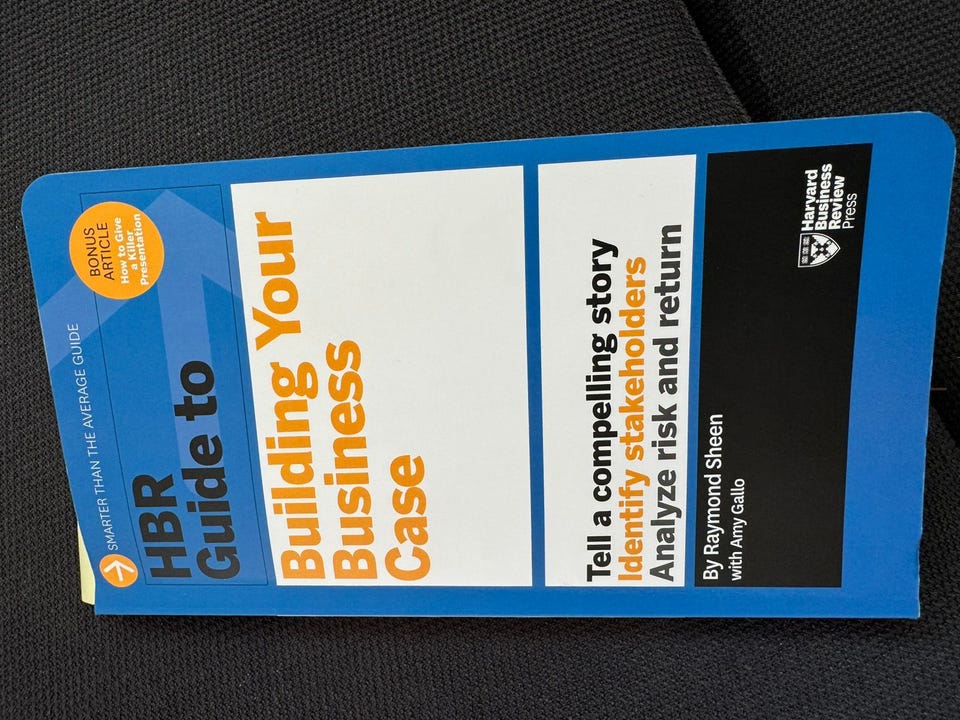 SMARTER THAN THE AVERAGE GUIDE
BONUS
ARTICLE
How to Give
a Killer
Presentation
HBR
Guide to
Building Your
Business
Case
Tell a compelling story
Identify stakeholders
Analyze risk and return
By Raymond Sheen
with Amy Gallo
Harvard
Business
Review
Press